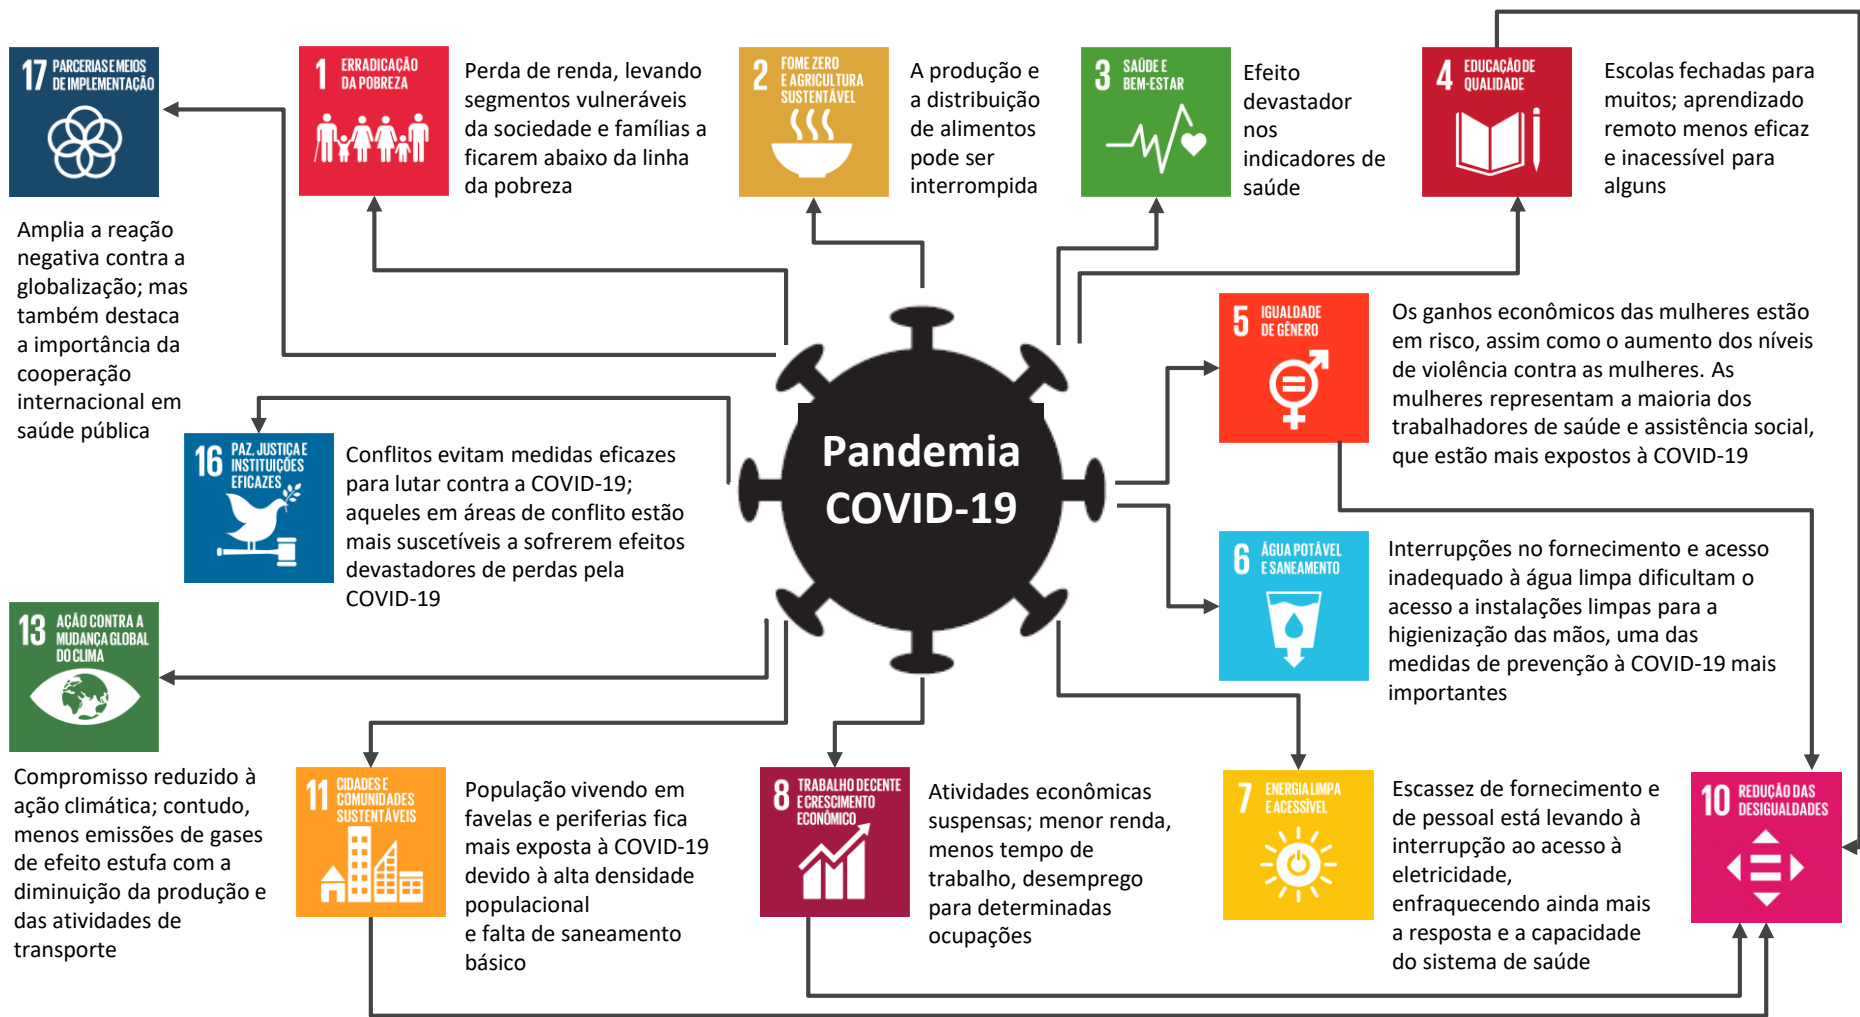 17 PARCERIAS E MEIOS
DE IMPLEMENTAÇÃO
Amplia a reação
negativa contra a
globalização; mas
também destaca
a importância da
cooperação
internacional em
saúde pública
1 ERRADICAÇÃO
DA POBREZA
Perda de renda, levando
segmentos vulneráveis
da sociedade e famílias a
ficarem abaixo da linha
da pobreza
2 FOME ZERO
E AGRICULTURA
SUSTENTÁVEL
A produção e
a distribuição
de alimentos
pode ser
interrompida
3 SAÚDE E
BEM-ESTAR
Efeito
devastador
nos
indicadores de
saúde
4 EDUCAÇÃO DE
QUALIDADE
Escolas fechadas para
muitos; aprendizado
remoto menos eficaz
e inacessível para
alguns
5 IGUALDADE
DE GÊNERO
Os ganhos econômicos das mulheres estão
em risco, assim como o aumento dos níveis
de violência contra as mulheres. As
mulheres representam a maioria dos
trabalhadores de saúde e assistência social,
que estão mais expostos à COVID-19
Pandemia
COVID-19
16 PAZ, JUSTIÇA E
INSTITUIÇÕES
EFICAZES
Conflitos evitam medidas eficazes
para lutar contra a COVID-19;
aqueles em áreas de conflito estão
mais suscetíveis a sofrerem efeitos
devastadores de perdas pela
COVID-19
6 ÁGUA POTÁVEL
E SANEAMENTO
Interrupções no fornecimento e acesso
inadequado à água limpa dificultam o
acesso a instalações limpas para a
higienização das mãos, uma das
medidas de prevenção à COVID-19 mais
importantes
13 AÇÃO CONTRA A
MUDANÇA GLOBAL
DO CLIMA
Compromisso reduzido à
ação climática; contudo,
menos emissões de gases
de efeito estufa com a
diminuição da produção e
das atividades de
transporte
11 CIDADES E
COMUNIDADES
SUSTENTÁVEIS
População vivendo em
favelas e periferias fica
mais exposta à COVID-19
devido à alta densidade
populacional
e falta de saneamento
básico
8 TRABALHO DECENTE
E CRESCIMENTO
ECONÔMICO
Atividades econômicas
suspensas; menor renda,
menos tempo de
trabalho, desemprego
para determinadas
ocupações
7 ENERGIA LIMPA
E ACESSÍVEL
Escassez de fornecimento e
de pessoal está levando à
interrupção ao acesso à
eletricidade,
enfraquecendo ainda mais
a resposta e a capacidade
do sistema de saúde
10 REDUÇÃO DAS
DESIGUALDADES